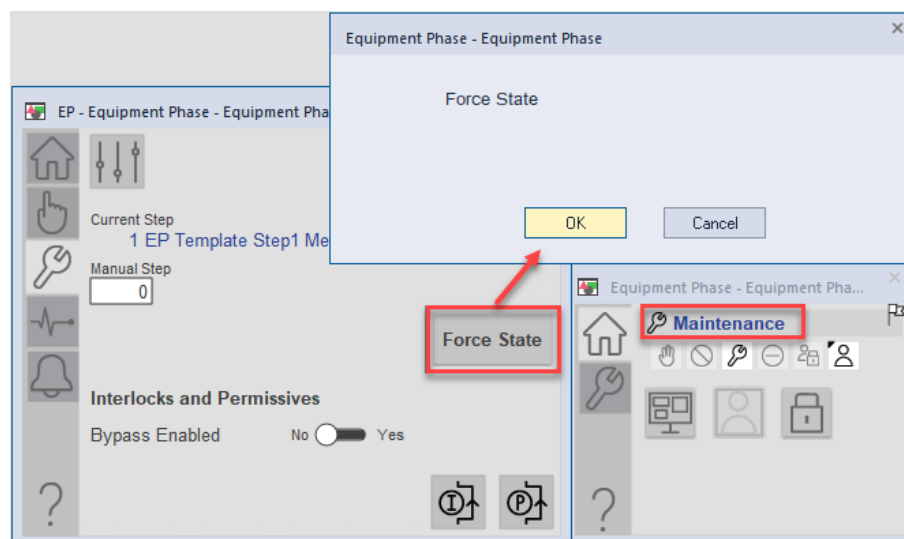 Equipment Phase - Equipment Phase
Force State
OK
Cancel
EP - Equipment Phase - Equipment Pha
Current Step
1 EP Template Step1 Me
Manual Step
0
Force State
Interlocks and Permissives
Bypass Enabled No Yes
I
P
?
Equipment Phase - Equipment Pha...
Maintenance
?